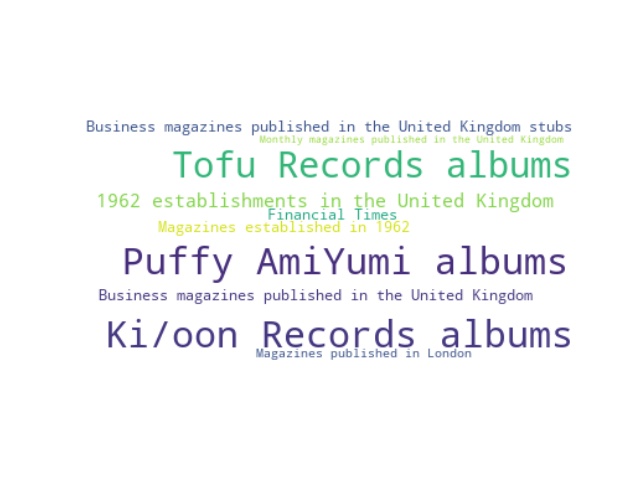 Business magazines published in the United Kingdom stubs
Monthly magazines published in the United Kingdom
Tofu Records albums
1962 establishments in the United Kingdom
Financial Times
Magazines established in 1962
Puffy AmiYumi albums
Business magazines published in the United Kingdom
Ki/oon Records albums
Magazines published in London